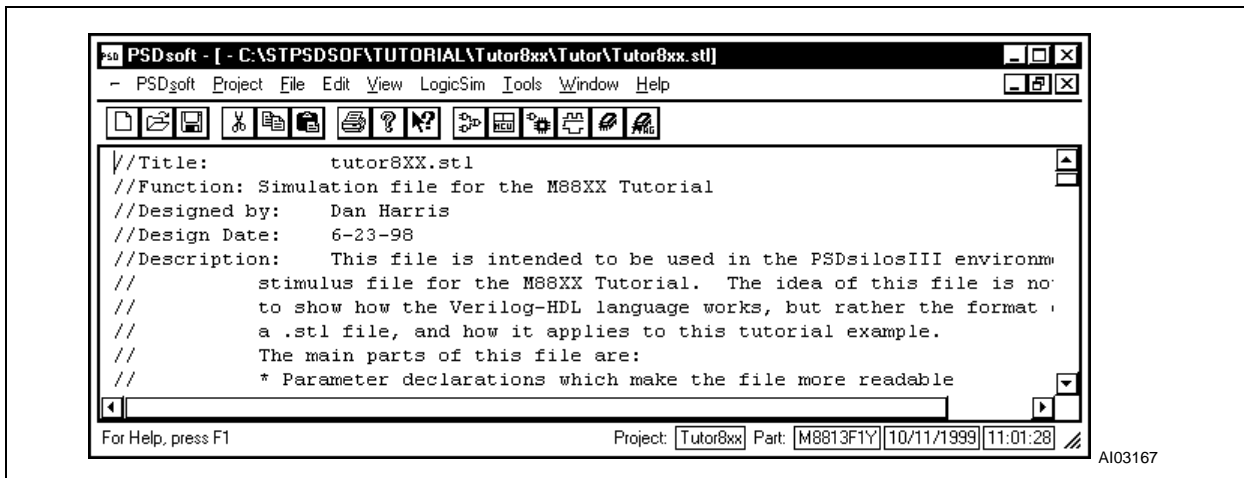 PSD PSDsoft - [ - C:\STPSDSOF\TUTORIAL\Tutor8xx\Tutor\Tutor8xx.stl]
PSDsoft Project File Edit View LogicSim Tools Window Help
MCU
//Title: tutor8XX.stl
//Function: Simulation file for the M88XX Tutorial
//Designed by: Dan Harris
//Design Date: 6-23-98
//Description: This file is intended to be used in the PSDsilosIII
// stimulus file for the M88XX Tutorial. The idea of this file is
// to show how the Verilog-HDL language works, but rather the format
// a .stl file, and how it applies to this tutorial example.
// The main parts of this file are:
// * Parameter declarations which make the file more readable
For Help, press F1 Project: Tutor8xx Part: M8813F1Y 10/11/1999 11:01:28
AI03167